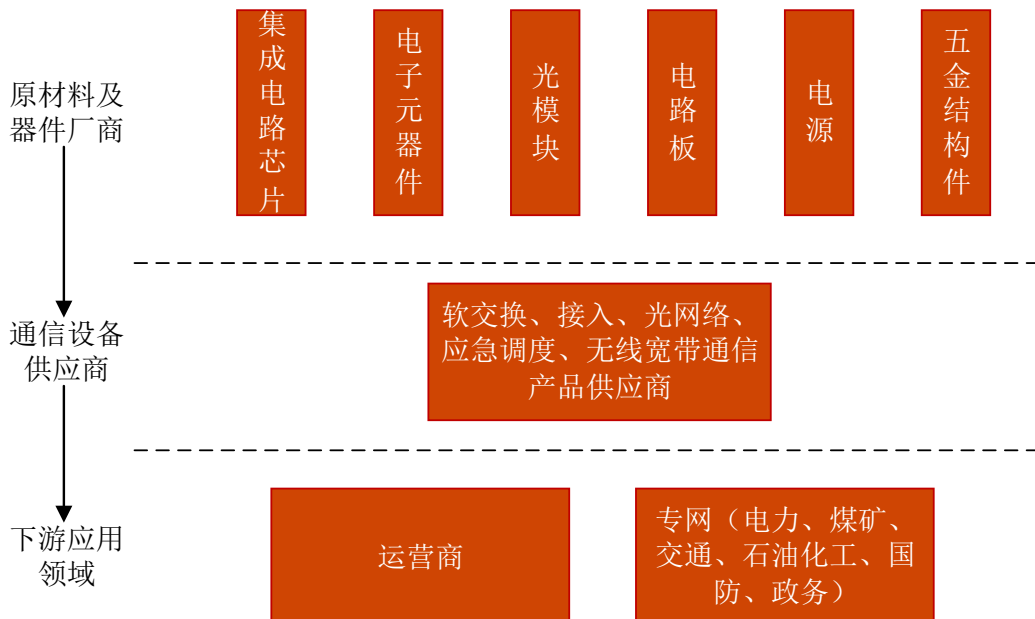 集成电路芯片
电子元器件
光模块
电路板
电源
五金结构件
原材料及
器件厂商
通信设备
供应商
软交换、接入、光网络、
应急调度、无线宽带通信
产品供应商
下游应用
领域
运营商
专网（电力、煤矿、
交通、石油化工、国
防、政务）